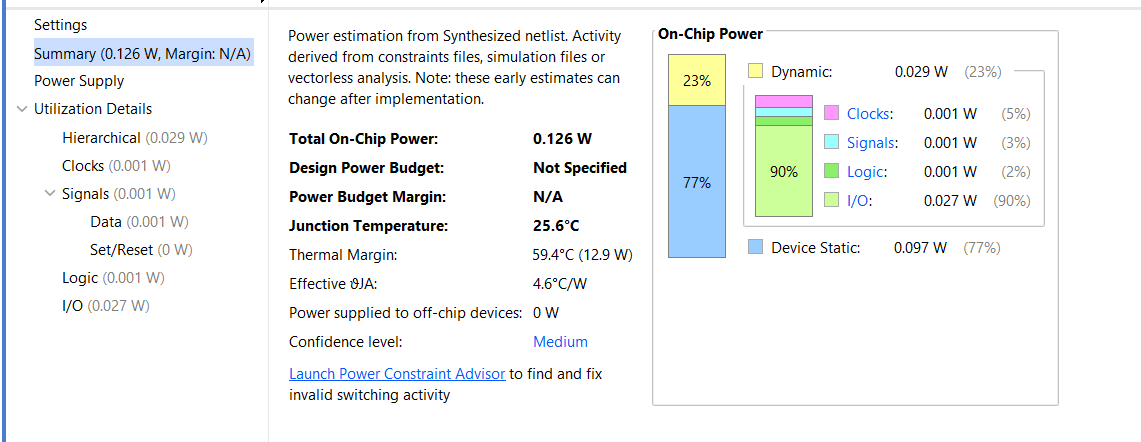 Settings
Summary (0.126 W, Margin: N/A)
Power Supply
Utilization Details
Hierarchical (0.029 W)
Clocks (0.001 W)
Signals (0.001 W)
Data (0.001 W)
Set/Reset (0 W)
Logic (0.001 W)
I/O (0.027 W)
Power estimation from Synthesized netlist. Activity
derived from constraints files, simulation files or
vectorless analysis. Note: these early estimates can
change after implementation.
Total On-Chip Power: 0.126 W
Design Power Budget: Not Specified
Power Budget Margin: N/A
Junction Temperature: 25.6°C
Thermal Margin: 59.4°C (12.9 W)
Effective ϑJA: 4.6°C/W
Power supplied to off-chip devices: 0 W
Confidence level: Medium
Launch Power Constraint Advisor to find and fix
invalid switching activity
On-Chip Power
23%
77%
Dynamic: 0.029 W (23%)
90%
Clocks: 0.001 W (5%)
Signals: 0.001 W (3%)
Logic: 0.001 W (2%)
I/O: 0.027 W (90%)
Device Static: 0.097 W (77%)